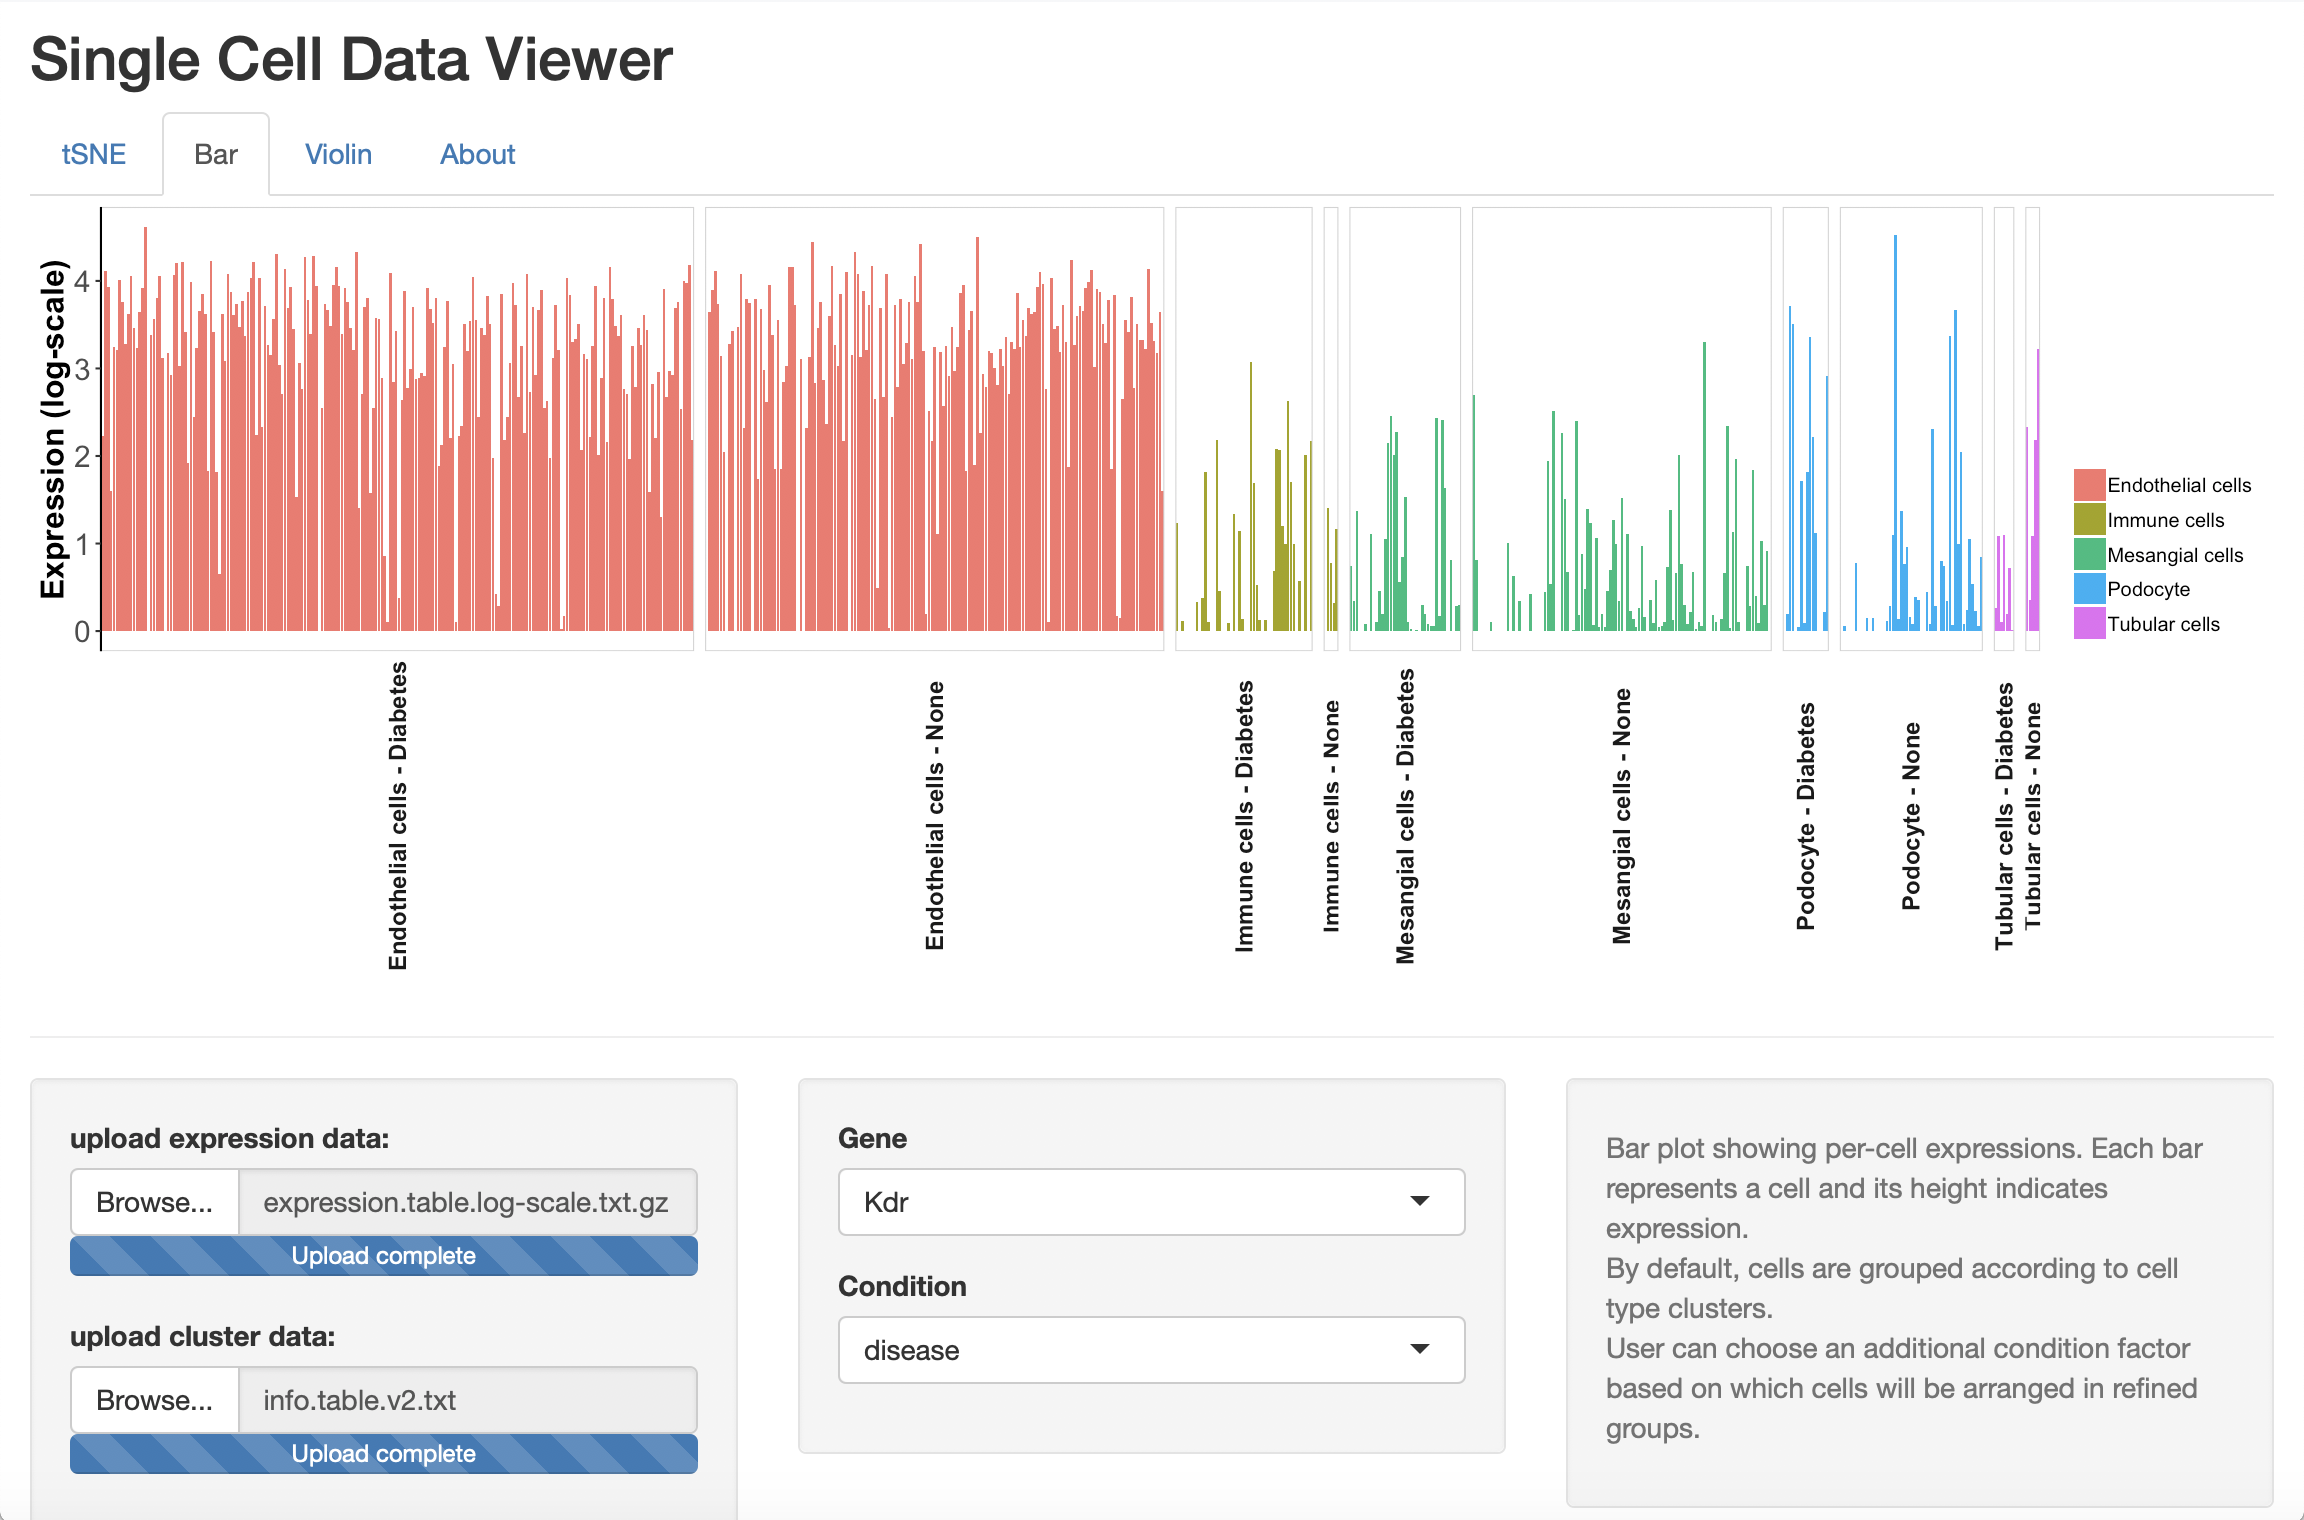 Single Cell Data Viewer
tSNE
Bar
Violin
About
Expression (log-scale)
4
3
2
1
0
Endothelial cells
Immune cells
Mesangial cells
Podocyte
Tubular cells
Endothelial cells - Diabetes
Endothelial cells - None
Immune cells - Diabetes
Immune cells - None
Mesangial cells - Diabetes
Mesangial cells - None
Podocyte - Diabetes
Podocyte - None
Tubular cells - Diabetes
Tubular cells - None
upload expression data:
Browse...
expression.table.log-scale.txt.gz
Upload complete
upload cluster data:
Browse...
info.table.v2.txt
Upload complete
Gene
Kdr
Condition
disease
Bar plot showing per-cell expressions. Each bar
represents a cell and its height indicates
expression.
By default, cells are grouped according to cell
type clusters.
User can choose an additional condition factor
based on which cells will be arranged in refined
groups.